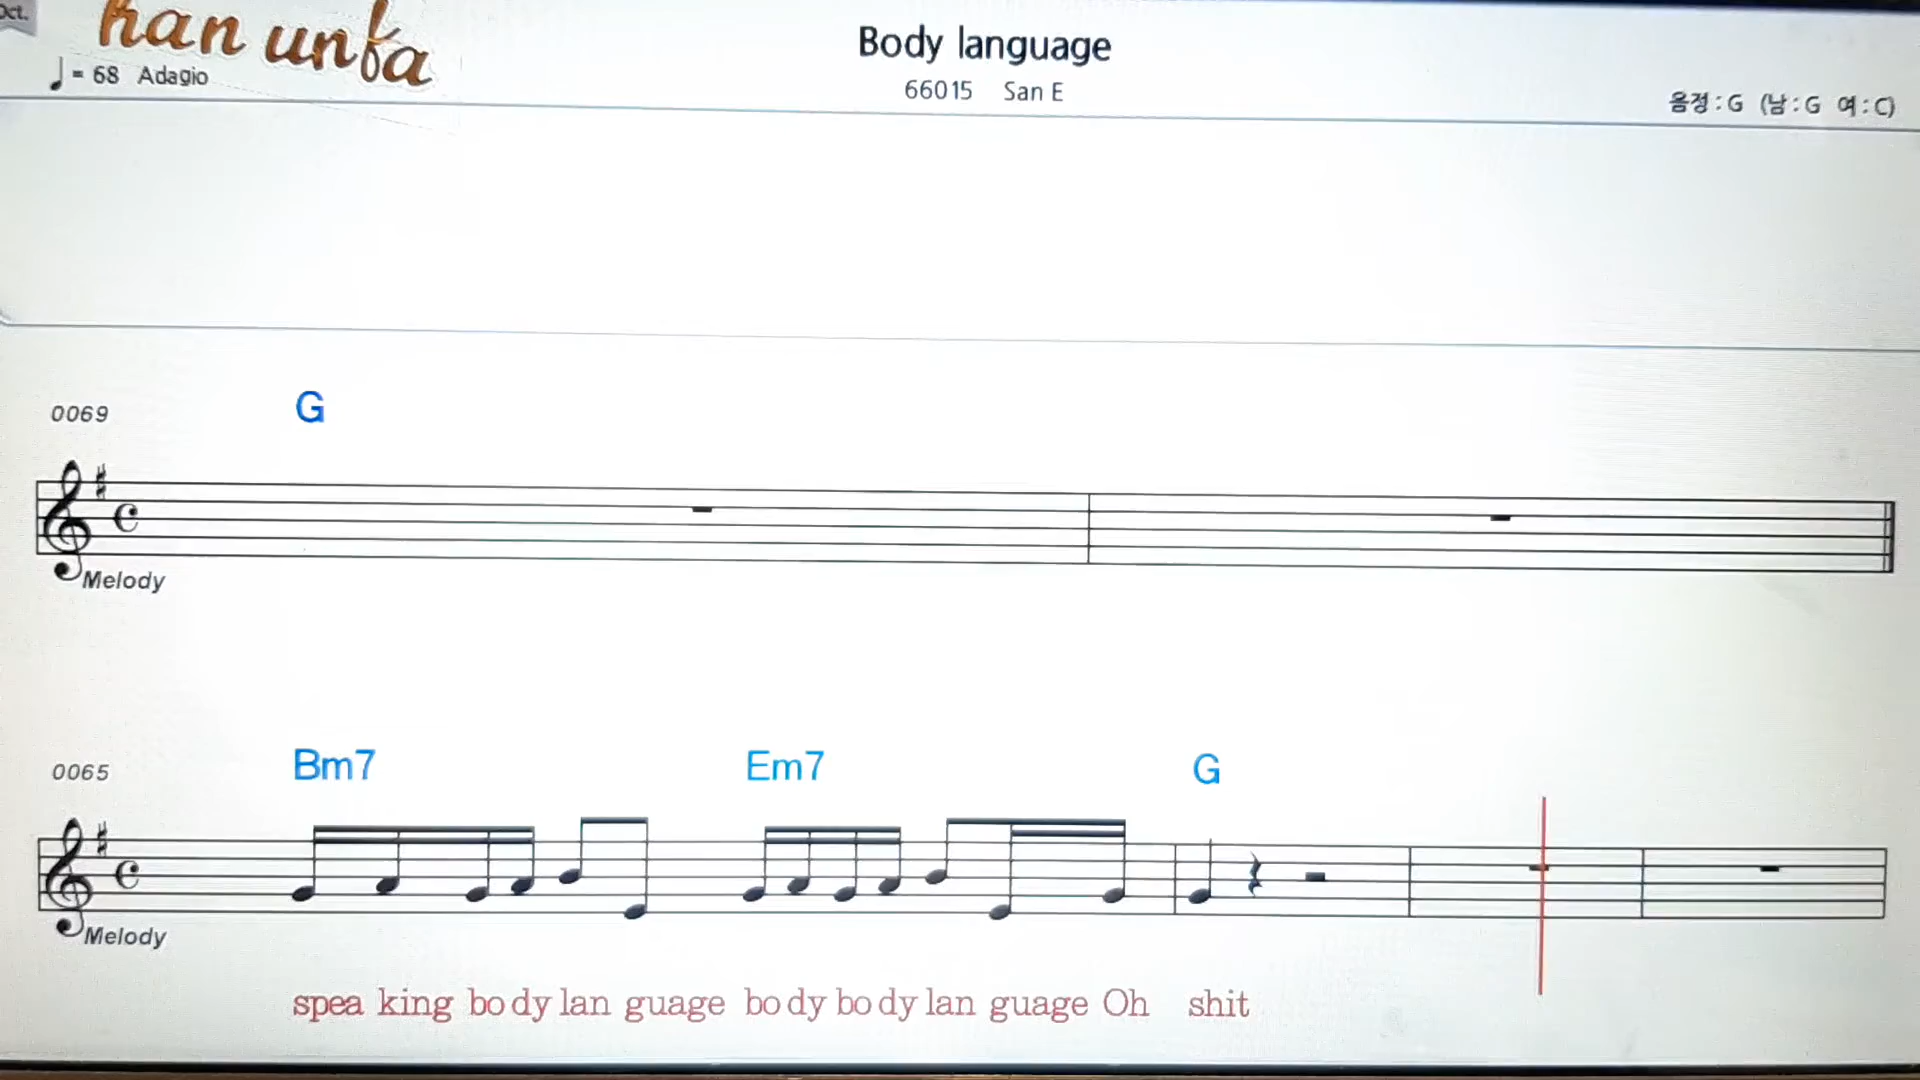 Oct.
han unfa
Body language
♩ = 68 Adagio
66015 San E
음정 : G (남 : G 여 : C)
0069 G
Melody
0065 Bm7 Em7 G
Melody
spea king bo dy lan guage bo dy bo dy lan guage Oh shit